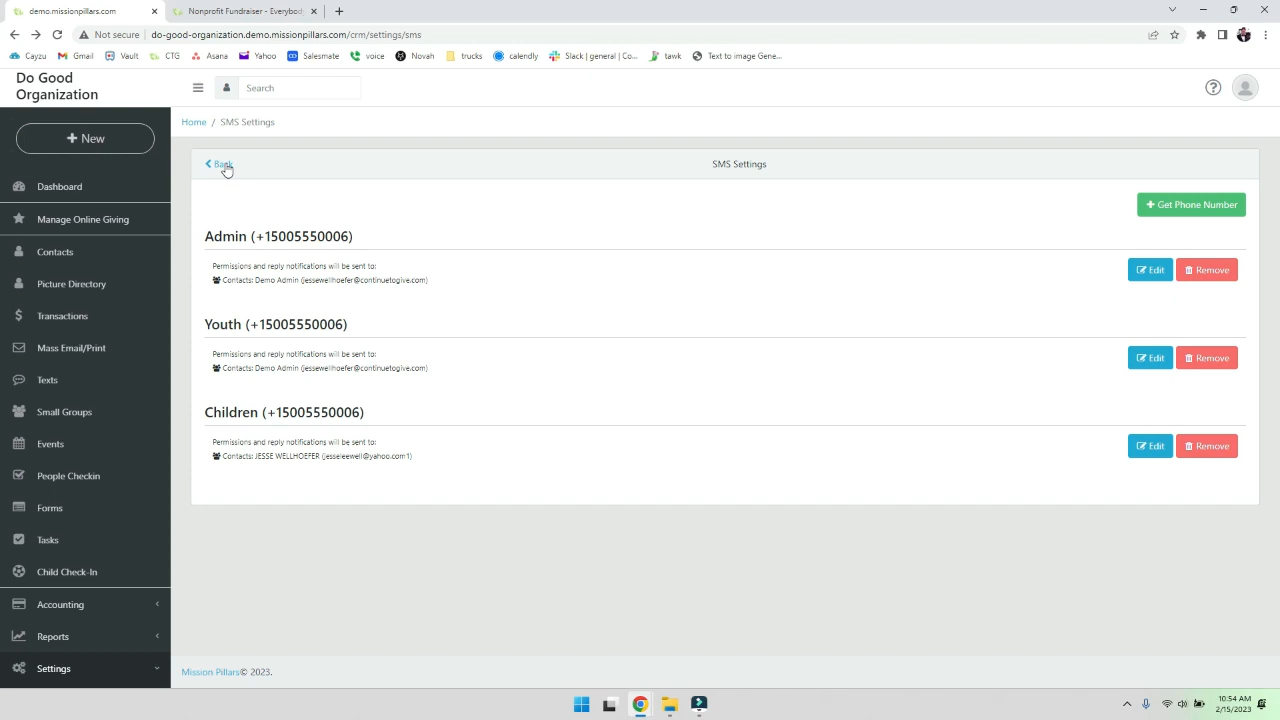 demo.missionpillars.com
Nonprofit Fundraiser - Everybody
Not secure | do-good-organization.demo.missionpillars.com/crm/settings/sms
Cayzu Gmail Vault CTG Asana Yahoo Salesmate voice Novah trucks calendly Slack | general | Co... tawk Text to image Gene...
Do Good
Organization
Search
Home / SMS Settings
+ New
Back
SMS Settings
Dashboard
Get Phone Number
Manage Online Giving
Admin (+15005550006)
Contacts
Permissions and reply notifications will be sent to:
Edit
Remove
Contacts: Demo Admin (jessewellhoefer@continuetogive.com)
Picture Directory
Transactions
Youth (+15005550006)
Mass Email/Print
Permissions and reply notifications will be sent to:
Edit
Remove
Contacts: Demo Admin (jessewellhoefer@continuetogive.com)
Texts
Small Groups
Children (+15005550006)
Events
Permissions and reply notifications will be sent to:
Edit
Remove
Contacts: JESSE WELLHOEFER (jesseleewell@yahoo.com1)
People Checkin
Forms
Tasks
Child Check-In
Accounting
Reports
Settings
Mission Pillars© 2023.
10:54 AM
2/15/2023